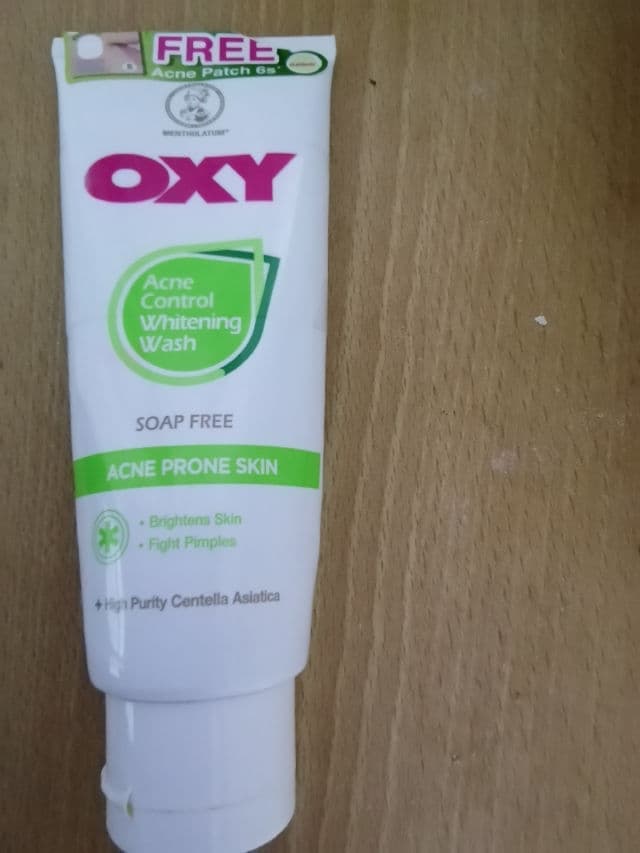 FREE
Acne Patch 6s*
MENTHOLATUM
OXY
Acne
Control
Whitening
Wash
SOAP FREE
ACNE PRONE SKIN
• Brightens Skin
• Fight Pimples
+ High Purity Centella Asiatica